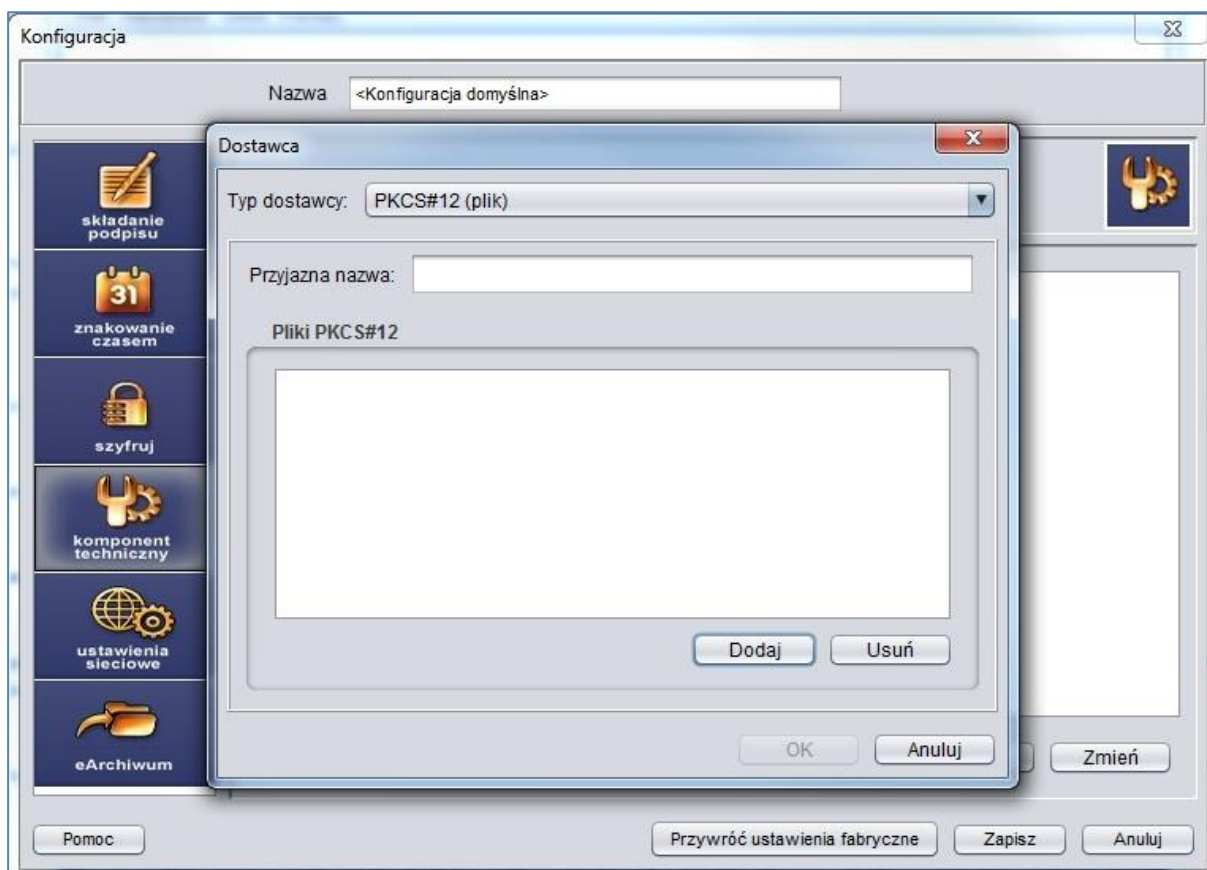 Konfiguracja
Nazwa
<Konfiguracja domyślna>
składanie
podpisu
znakowanie
czasem
szyfruj
komponent
techniczny
ustawienia
sieciowe
eArchiwum
Dostawca
Typ dostawcy:
PKCS#12 (plik)
Przyjazna nazwa:
Pliki PKCS#12
Dodaj
Usuń
OK
Anuluj
Zmień
Pomoc
Przywróć ustawienia fabryczne
Zapisz
Anuluj
31